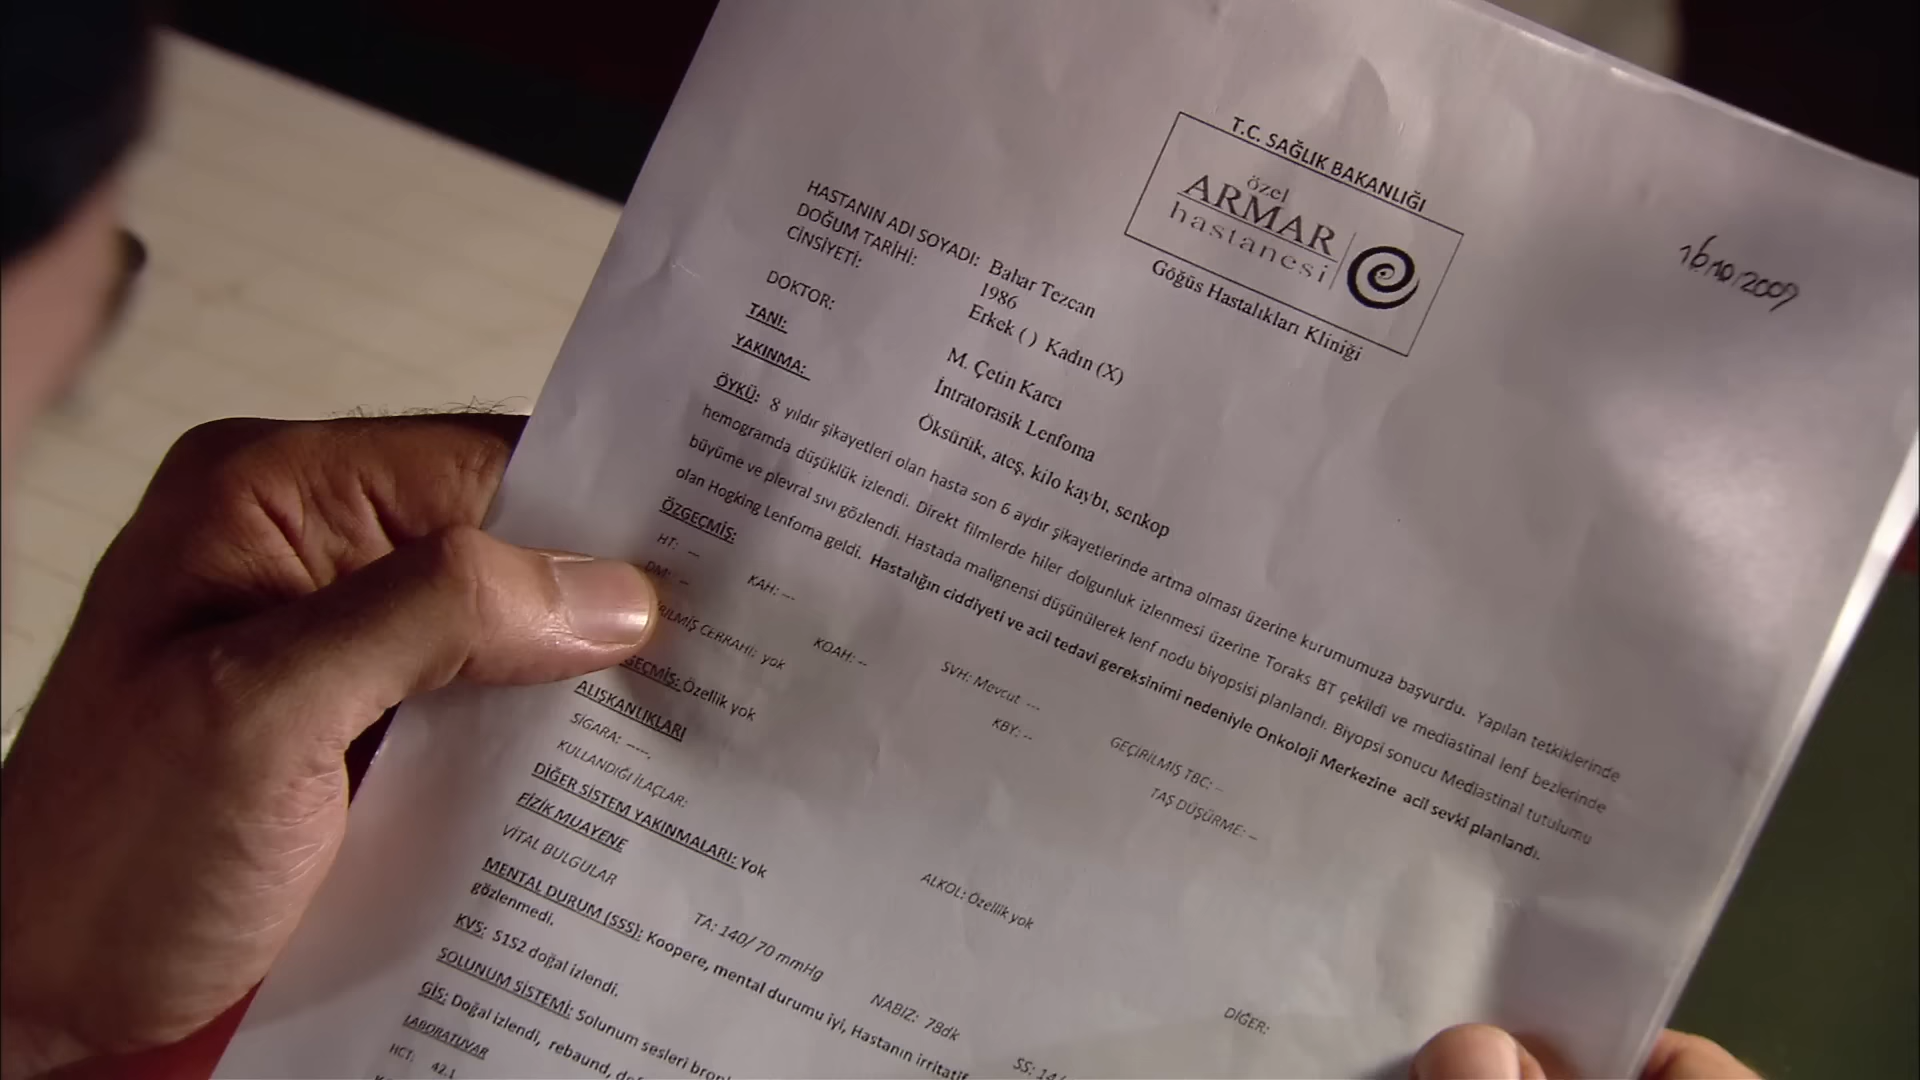 T.C. SAĞLIK BAKANLIĞI
özel
ARMAR
hastanesi
Göğüs Hastalıkları Kliniği
16/10/2009
HASTANIN ADI SOYADI: Bahar Tezcan
DOĞUM TARİHİ: 1986
CİNSİYETİ: Erkek ( ) Kadın (X)
DOKTOR: M. Çetin Karcı
TANI: İntratorasik Lenfoma
YAKINMA: Öksürük, ateş, kilo kaybı, senkop
ÖYKÜ: 8 yıldır şikayetleri olan hasta son 6 aydır şikayetlerinde artma olması üzerine kurumumuza başvurdu. Yapılan tetkiklerinde
hemogramda düşüklük izlendi. Direkt filmlerde hiler dolgunluk izlenmesi üzerine Toraks BT çekildi ve mediastinal lenf bezlerinde
büyüme ve plevral sıvı gözlendi. Hastada malignensi düşünülerek lenf nodu biyopsisi planlandı. Biyopsi sonucu Mediastinal tutulumu
olan Hogking Lenfoma geldi. Hastalığın ciddiyeti ve acil tedavi gereksinimi nedeniyle Onkoloji Merkezine acil sevki planlandı.
ÖZGEÇMİŞ:
HT: --- KAH: --- KOAH: -- SVH: Mevcut --- GEÇİRİLMİŞ TBC: --
DM: -- KBY: -- TAŞ DÜŞÜRME: --
CERRAHİ: yok
Özellik yok
ALIŞKANLIKLARI
SİGARA: ----, ALKOL: Özellik yok
KULLANDIĞI İLAÇLAR:
DİĞER SİSTEM YAKINMALARI: Yok
FİZİK MUAYENE
VİTAL BULGULAR TA: 140/ 70 mmHg NABIZ: 78dk SS: 14/ DİĞER:
MENTAL DURUM (SSS): Koopere, mental durumu iyi, Hastanın
gözlenmedi.
KVS: S1S2 doğal izlendi.
SOLUNUM SİSTEMİ: Solunum sesleri
GİS: Doğal izlendi, rebaund,
LABORATUVAR
HCT: 42.1